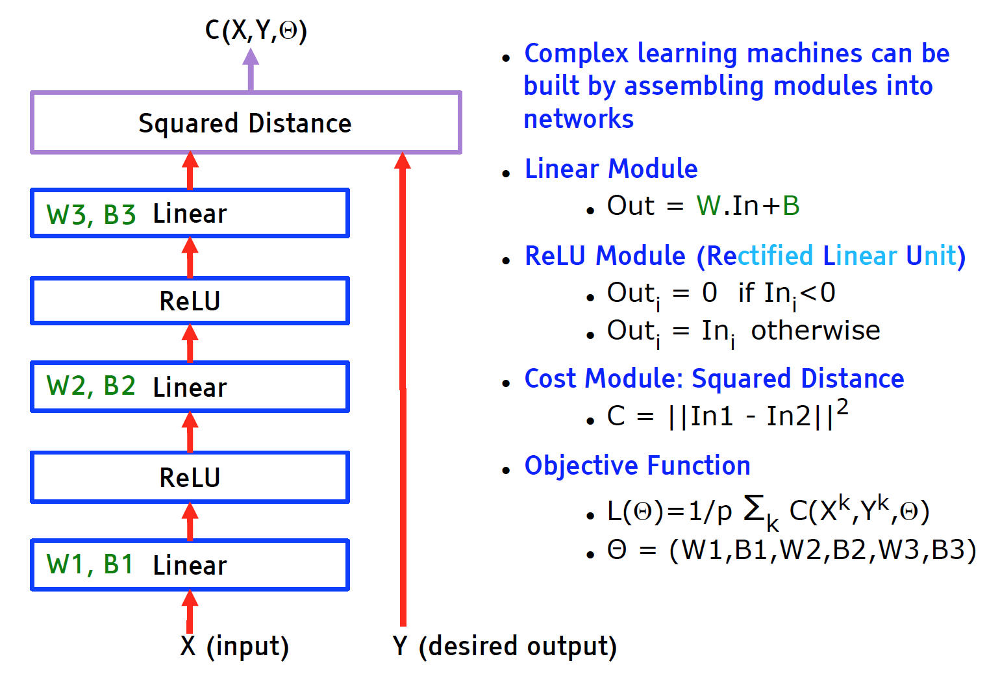 C(X,Y,Θ)
Squared Distance
W3, B3 Linear
ReLU
W2, B2 Linear
ReLU
W1, B1 Linear
X (input)
Y (desired output)
• Complex learning machines can be
built by assembling modules into
networks
• Linear Module
• Out = W.In+B
• ReLU Module (Rectified Linear Unit)
• Outᵢ = 0 if Inᵢ<0
• Outᵢ = Inᵢ otherwise
• Cost Module: Squared Distance
• C = ||In1 - In2||²
• Objective Function
• L(Θ)=1/p Σₖ C(Xᵏ,Yᵏ,Θ)
• Θ = (W1,B1,W2,B2,W3,B3)